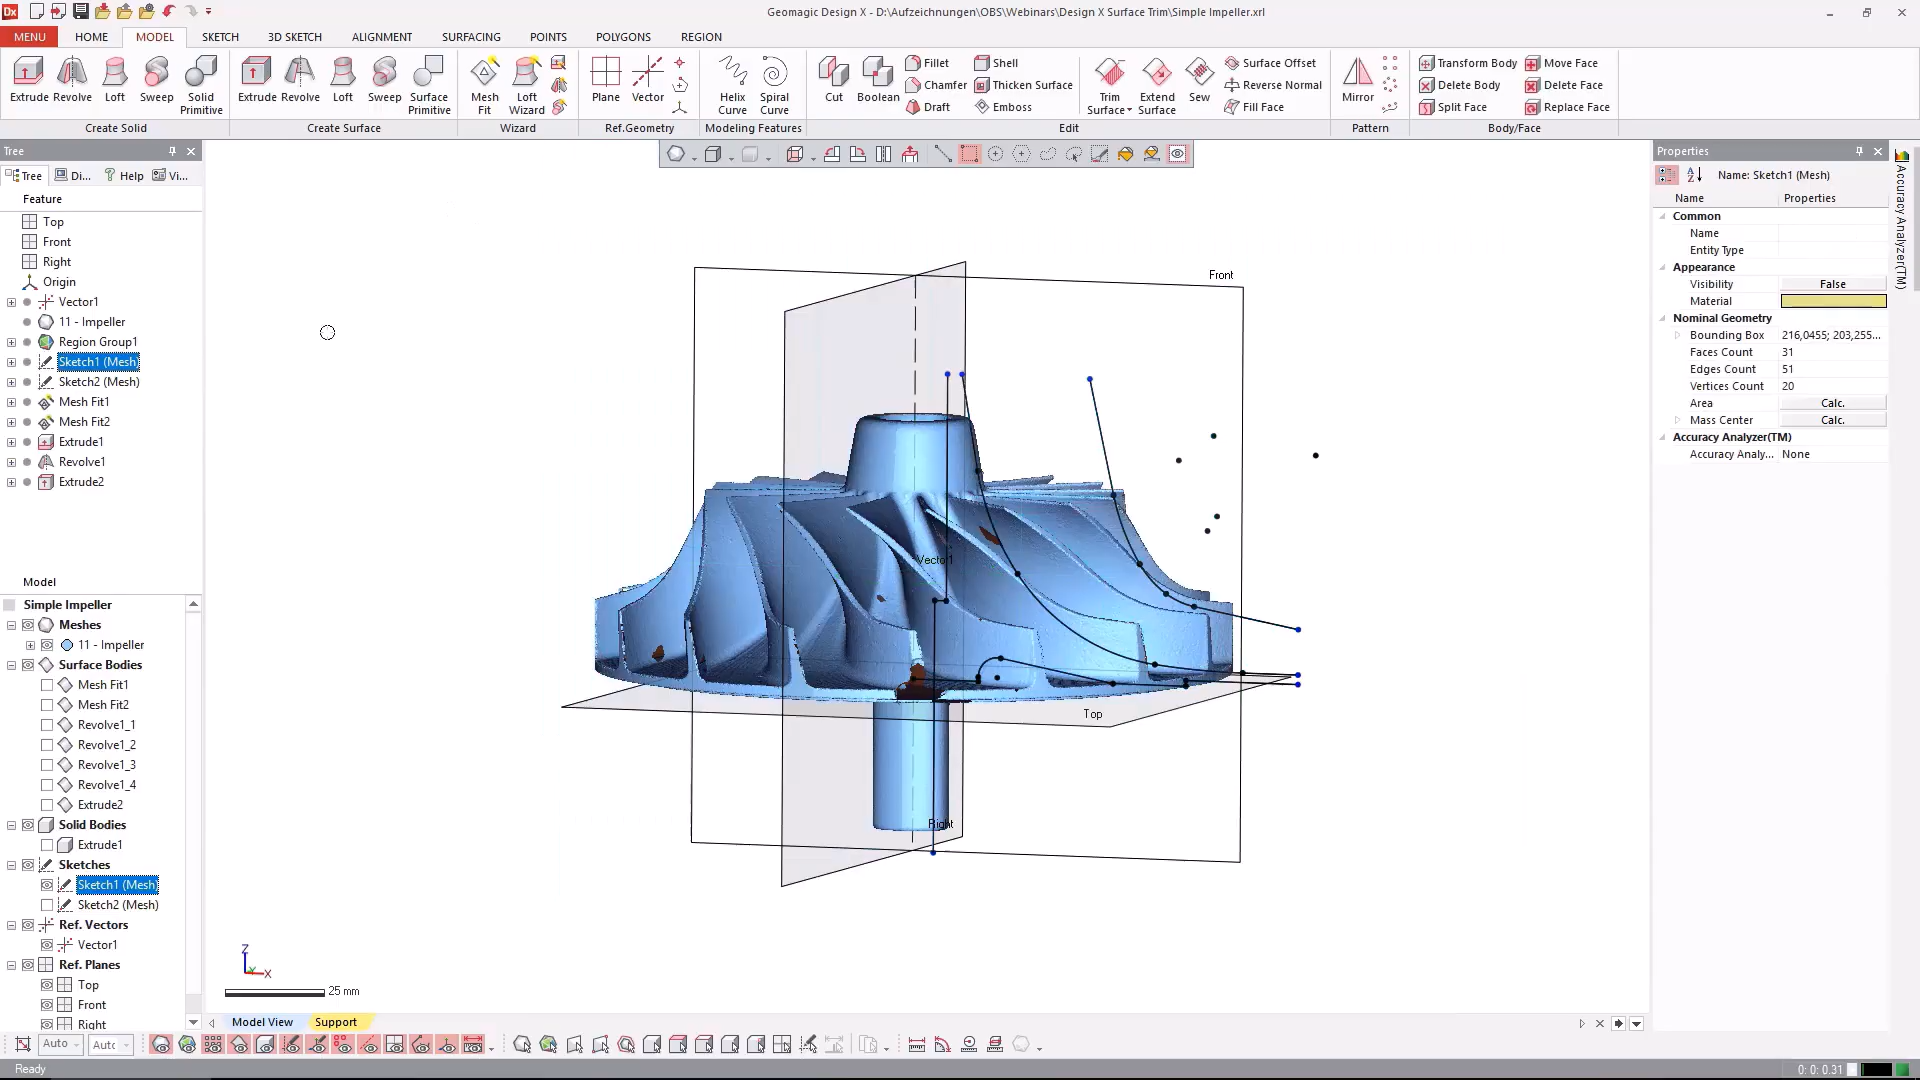 Dx Geomagic Design X - D:\Aufzeichnungen\OBS\Webinars\Design X Surface Trim\Simple Impeller.xrl
MENU HOME MODEL SKETCH 3D SKETCH ALIGNMENT SURFACING POINTS POLYGONS REGION
Extrude Revolve Loft Sweep Solid Primitive
Create Solid
Extrude Revolve Loft Sweep Surface Primitive
Create Surface
Mesh Fit Loft Wizard
Wizard
Plane Vector
Ref.Geometry
Helix Curve Spiral Curve
Modeling Features
Cut Boolean
Fillet Shell
Chamfer Thicken Surface
Draft Emboss
Trim Surface Extend Surface Sew
Surface Offset
Reverse Normal
Fill Face
Edit
Mirror
Pattern
Transform Body Move Face
Delete Body Delete Face
Split Face Replace Face
Body/Face
Tree
Tree Di... Help Vi...
Feature
Top
Front
Right
Origin
Vector1
11 - Impeller
Region Group1
Sketch1 (Mesh)
Sketch2 (Mesh)
Mesh Fit1
Mesh Fit2
Extrude1
Revolve1
Extrude2
Model
Simple Impeller
Meshes
11 - Impeller
Surface Bodies
Mesh Fit1
Mesh Fit2
Revolve1_1
Revolve1_2
Revolve1_3
Revolve1_4
Extrude2
Solid Bodies
Extrude1
Sketches
Sketch1 (Mesh)
Sketch2 (Mesh)
Ref. Vectors
Vector1
Ref. Planes
Top
Front
Right
Front
Vector1
Top
Right
Z
X
25 mm
Model View Support
Properties
Name: Sketch1 (Mesh)
Name Properties
Common
Name
Entity Type
Appearance
Visibility False
Material
Nominal Geometry
Bounding Box 216,0455; 203,255...
Faces Count 31
Edges Count 51
Vertices Count 20
Area Calc.
Mass Center Calc.
Accuracy Analyzer(TM)
Accuracy Analy... None
Accuracy Analyzer(TM)
Auto Autc
Ready
0: 0: 0.31